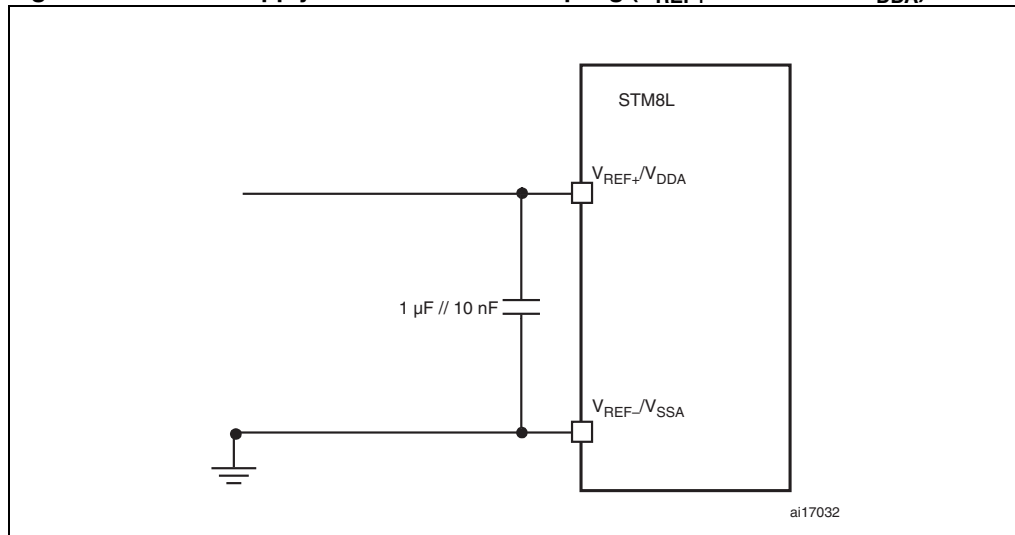 STM8L
VREF+/VDDA
1 µF // 10 nF
VREF–/VSSA
ai17032